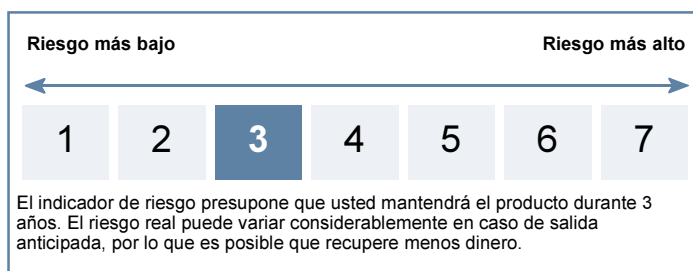 Riesgo más bajo Riesgo más alto
1 2 3 4 5 6 7
El indicador de riesgo presupone que usted mantendrá el producto durante 3
años. El riesgo real puede variar considerablemente en caso de salida
anticipada, por lo que es posible que recupere menos dinero.